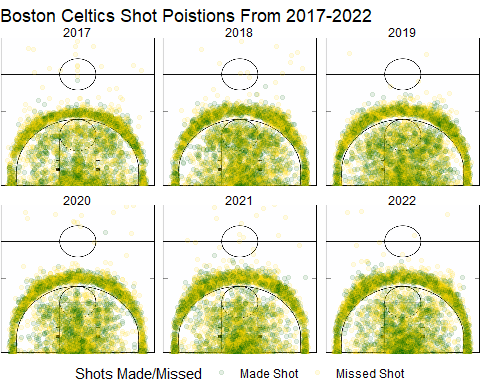 Boston Celtics Shot Poistions From 2017-2022
2017 2018 2019
2020 2021 2022
Shots Made/Missed Made Shot Missed Shot